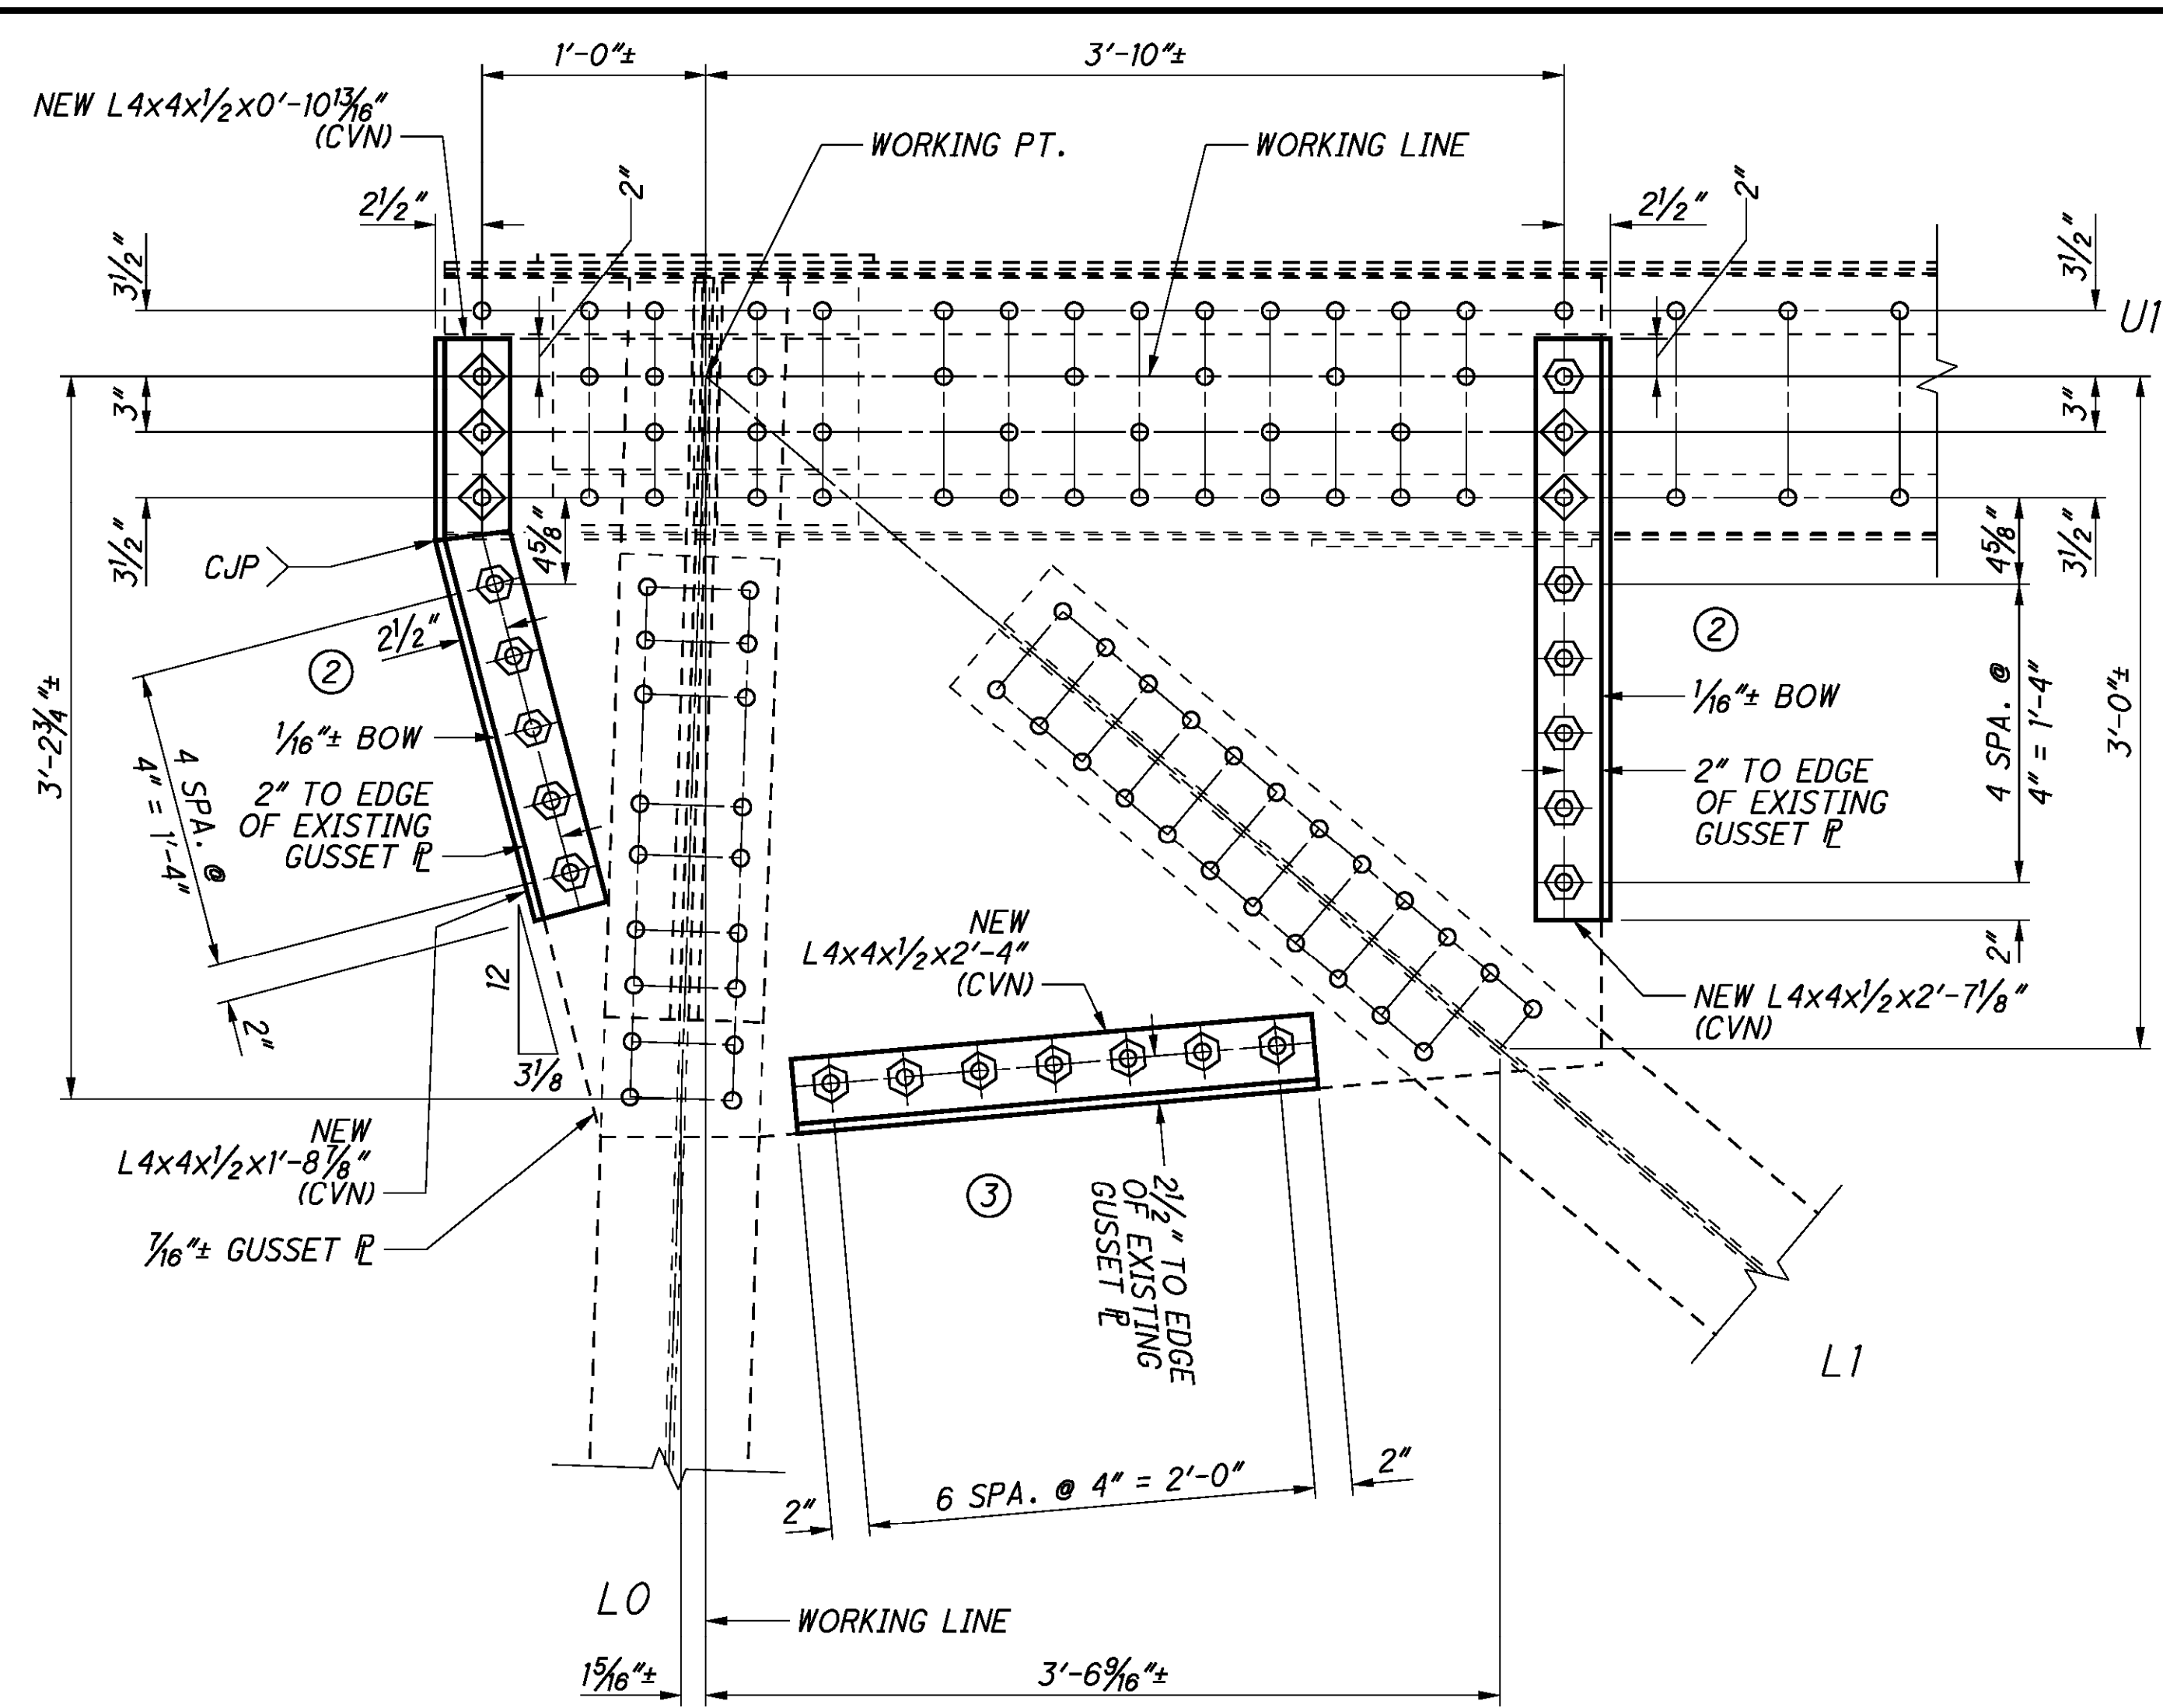 1'-0"±
3'-10"±
NEW L4x4x1/2x0'-10 13/16"
(CVN)
WORKING PT.
WORKING LINE
2 1/2"
2"
2 1/2"
2"
3 1/2"
3 1/2"
U1
3"
3"
3 1/2"
4 5/8"
4 5/8"
3 1/2"
CJP
2 1/2"
2
2
3'-2 3/4"±
1/16"± BOW
1/16"± BOW
3'-0"±
4 SPA. @
4" = 1'-4"
4 SPA. @
4" = 1'-4"
2" TO EDGE
OF EXISTING
GUSSET ℙL
2" TO EDGE
OF EXISTING
GUSSET ℙL
2"
12
3 1/8
2"
NEW
L4x4x1/2x2'-4"
(CVN)
NEW L4x4x1/2x2'-7 1/8"
(CVN)
NEW
L4x4x1/2x1'-8 7/8"
(CVN)
7/16"± GUSSET ℙL
3
2 1/2" TO EDGE
OF EXISTING
GUSSET ℙL
L1
2"
6 SPA. @ 4" = 2'-0"
2"
L0
WORKING LINE
1 5/16"±
3'-6 9/16"±